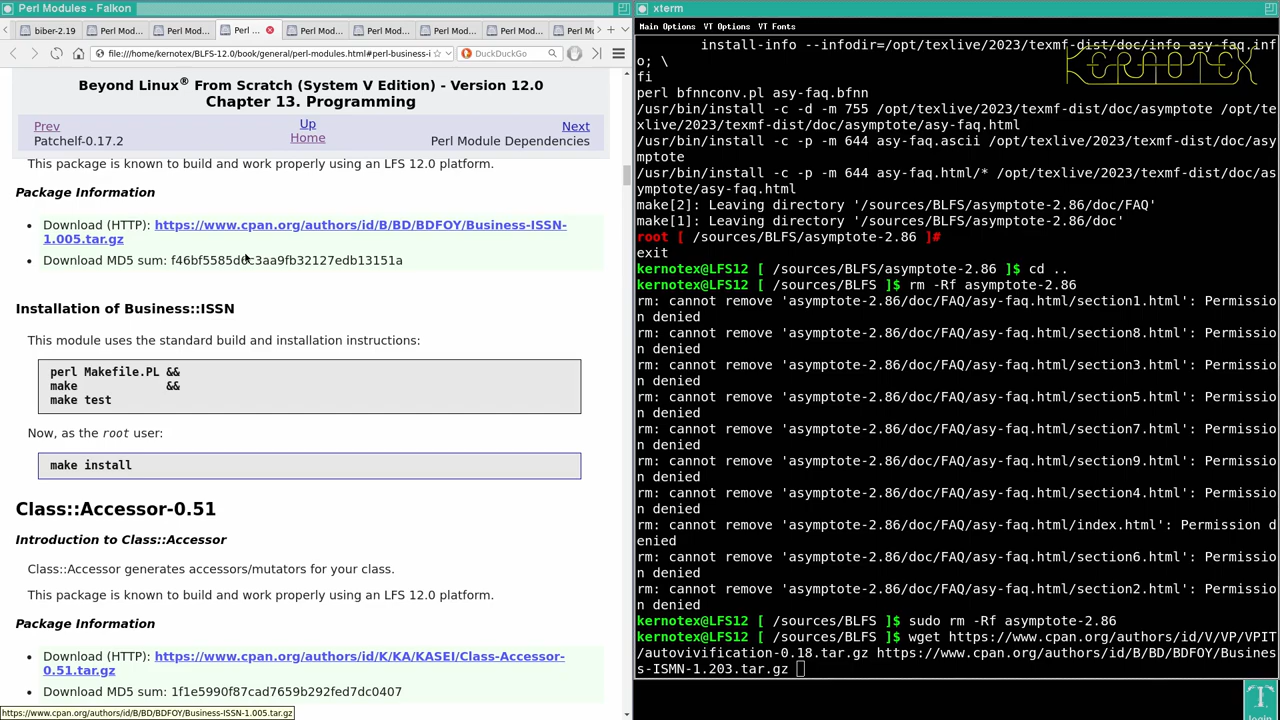 Perl Modules - Falkon
biber-2.19
Perl Mod
Perl
Perl Mod
Perl Mod
Perl Mod
Perl Mod
Perl Mod
Perl Mo
file:///home/kernotex/BLFS-12.0/book/general/perl-modules.html#perl-business-i
DuckDuckGo
Beyond Linux® From Scratch (System V Edition) - Version 12.0
Chapter 13. Programming
Prev
Up
Next
Patchelf-0.17.2
Home
Perl Module Dependencies
This package is known to build and work properly using an LFS 12.0 platform.
Package Information
• Download (HTTP): https://www.cpan.org/authors/id/B/BD/BDFOY/Business-ISSN-
1.005.tar.gz
• Download MD5 sum: f46bf5585d6c3aa9fb32127edb13151a
Installation of Business::ISSN
This module uses the standard build and installation instructions:
perl Makefile.PL &&
make &&
make test
Now, as the root user:
make install
Class::Accessor-0.51
Introduction to Class::Accessor
Class::Accessor generates accessors/mutators for your class.
This package is known to build and work properly using an LFS 12.0 platform.
Package Information
• Download (HTTP): https://www.cpan.org/authors/id/K/KA/KASEI/Class-Accessor-
0.51.tar.gz
• Download MD5 sum: 1f1e5990f87cad7659b292fed7dc0407
https://www.cpan.org/authors/id/B/BD/BDFOY/Business-ISSN-1.005.tar.gz
xterm
Main Options VT Options VT Fonts
KERNOTEX
install-info --infodir=/opt/texlive/2023/texmf-dist/doc/info asy-faq.inf
o; \
fi
perl bfnnconv.pl asy-faq.bfnn
/usr/bin/install -c -d -m 755 /opt/texlive/2023/texmf-dist/doc/asymptote /opt/te
xlive/2023/texmf-dist/doc/asymptote/asy-faq.html
/usr/bin/install -c -p -m 644 asy-faq.ascii /opt/texlive/2023/texmf-dist/doc/asy
mptote
/usr/bin/install -c -p -m 644 asy-faq.html/* /opt/texlive/2023/texmf-dist/doc/as
ymptote/asy-faq.html
make[2]: Leaving directory '/sources/BLFS/asymptote-2.86/doc/FAQ'
make[1]: Leaving directory '/sources/BLFS/asymptote-2.86/doc'
root [ /sources/BLFS/asymptote-2.86 ]#
exit
kernotex@LFS12 [ /sources/BLFS/asymptote-2.86 ]$ cd ..
kernotex@LFS12 [ /sources/BLFS ]$ rm -Rf asymptote-2.86
rm: cannot remove 'asymptote-2.86/doc/FAQ/asy-faq.html/section1.html': Permissio
n denied
rm: cannot remove 'asymptote-2.86/doc/FAQ/asy-faq.html/section8.html': Permissio
n denied
rm: cannot remove 'asymptote-2.86/doc/FAQ/asy-faq.html/section3.html': Permissio
n denied
rm: cannot remove 'asymptote-2.86/doc/FAQ/asy-faq.html/section5.html': Permissio
n denied
rm: cannot remove 'asymptote-2.86/doc/FAQ/asy-faq.html/section7.html': Permissio
n denied
rm: cannot remove 'asymptote-2.86/doc/FAQ/asy-faq.html/section9.html': Permissio
n denied
rm: cannot remove 'asymptote-2.86/doc/FAQ/asy-faq.html/section4.html': Permissio
n denied
rm: cannot remove 'asymptote-2.86/doc/FAQ/asy-faq.html/index.html': Permission d
enied
rm: cannot remove 'asymptote-2.86/doc/FAQ/asy-faq.html/section6.html': Permissio
n denied
rm: cannot remove 'asymptote-2.86/doc/FAQ/asy-faq.html/section2.html': Permissio
n denied
kernotex@LFS12 [ /sources/BLFS ]$ sudo rm -Rf asymptote-2.86
kernotex@LFS12 [ /sources/BLFS ]$ wget https://www.cpan.org/authors/id/V/VP/VPIT
/autovivification-0.18.tar.gz https://www.cpan.org/authors/id/B/BD/BDFOY/Busines
s-ISMN-1.203.tar.gz
login